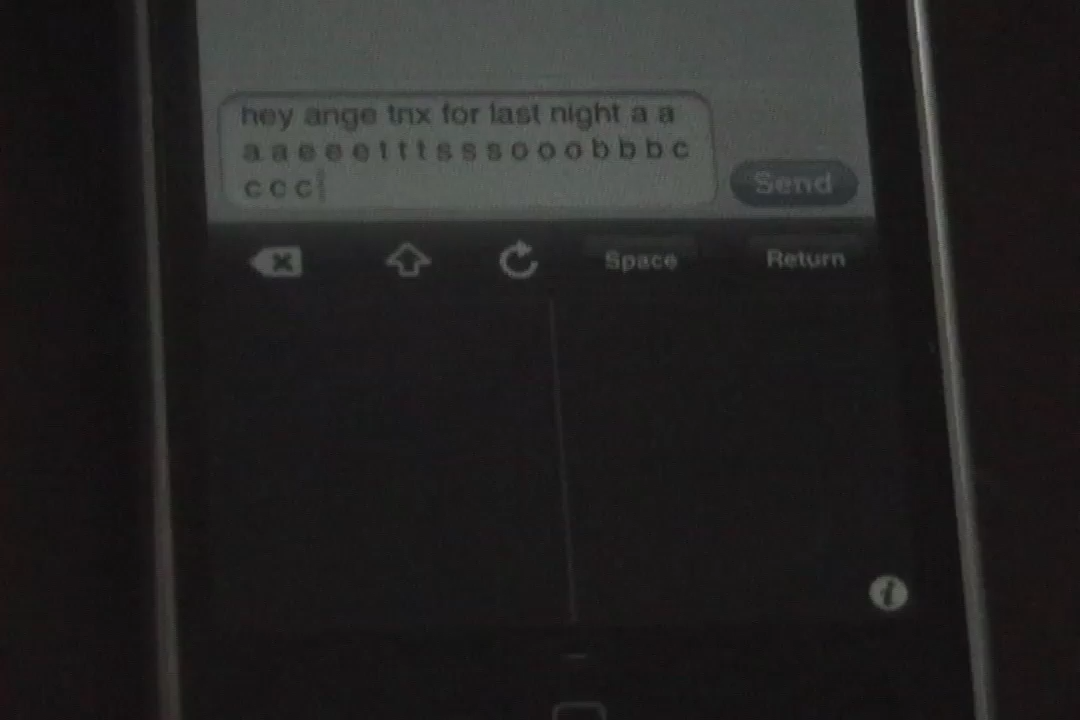 hey ange tnx for last night a a
a a e e e t t t s s s o o o b b b c
c c c
Send
Space
Return
i